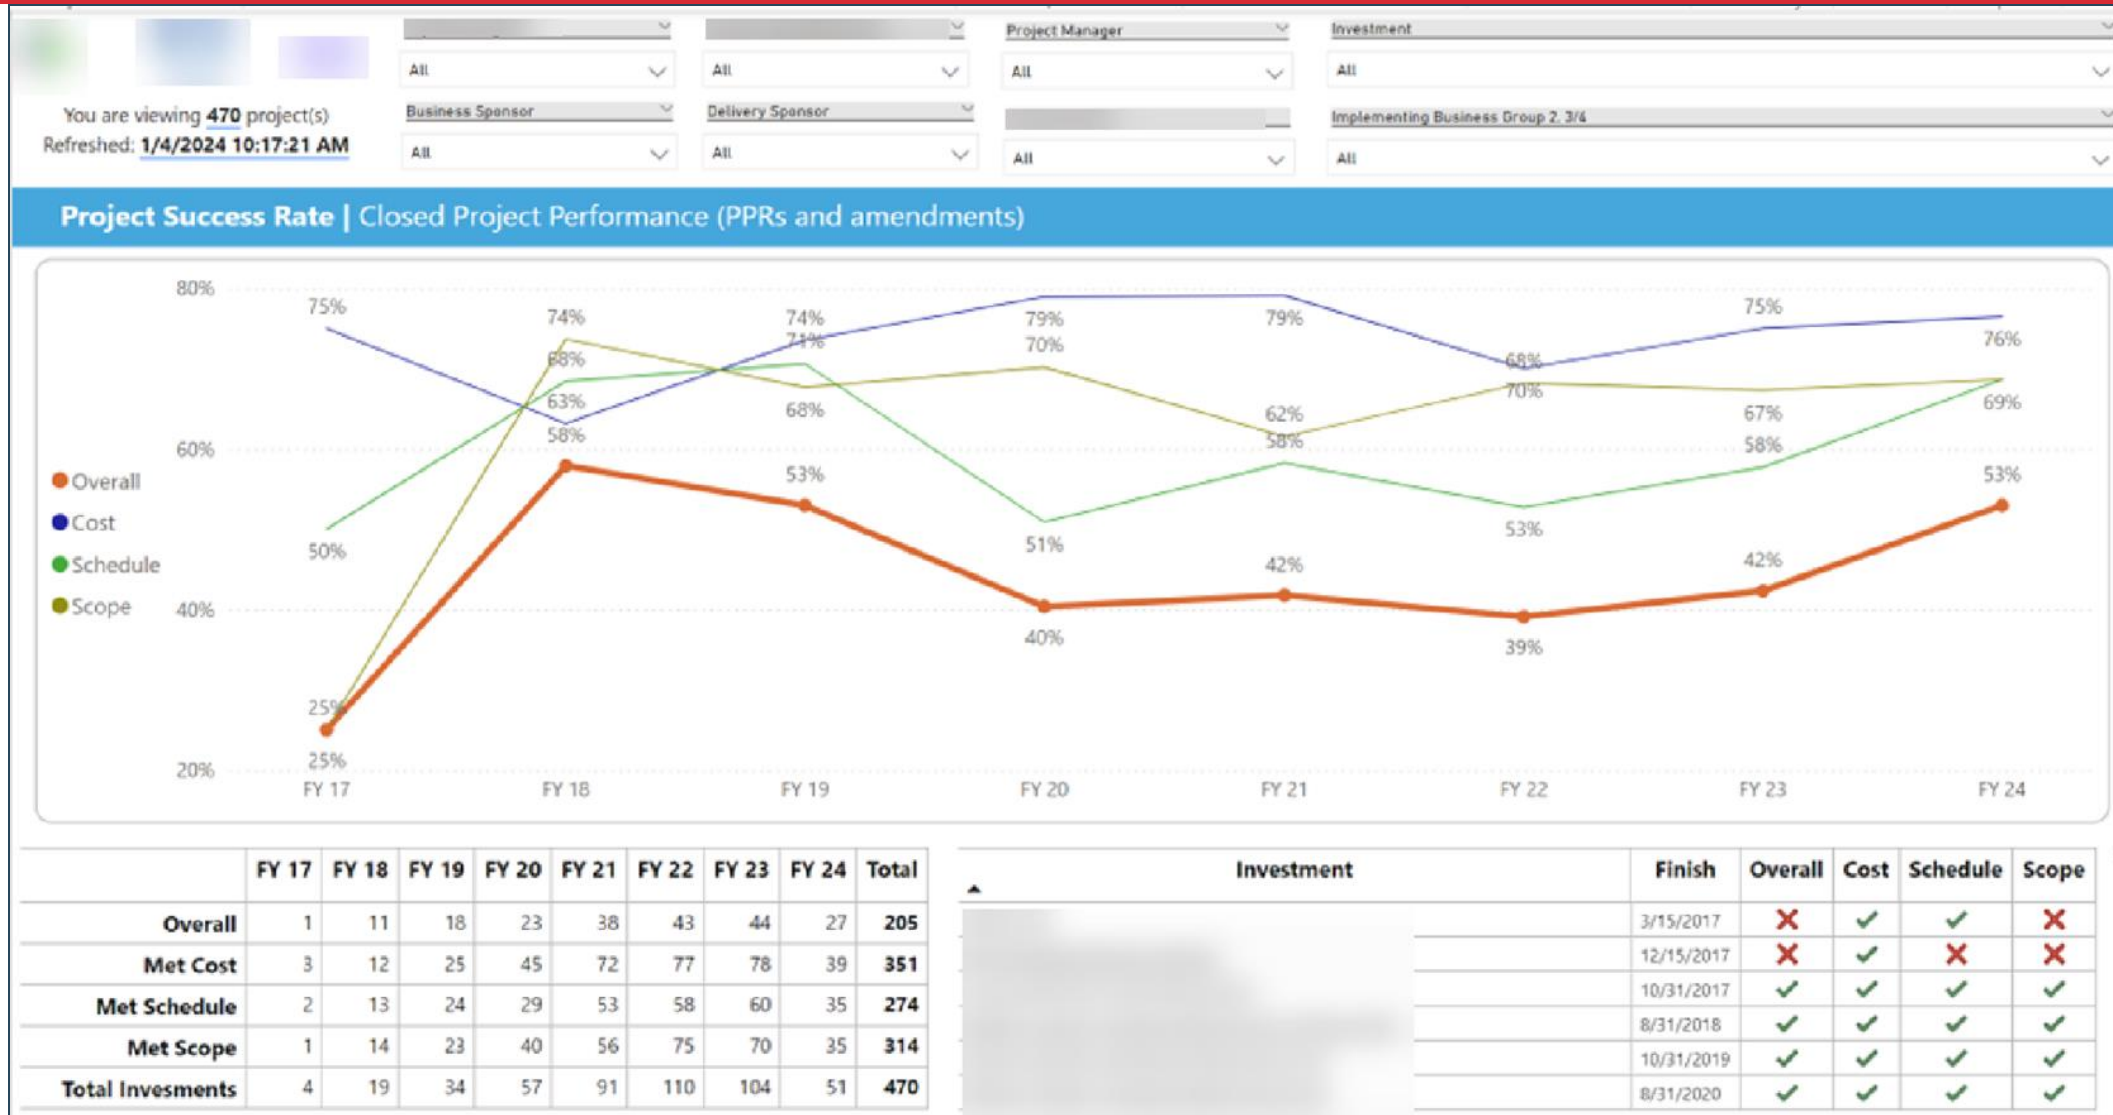 Project Manager
Investment
All
All
All
All
You are viewing 470 project(s)
Refreshed: 1/4/2024 10:17:21 AM
Business Sponsor
Delivery Sponsor
Implementing Business Group 2, 3/4
All
All
All
All
Project Success Rate | Closed Project Performance (PPRs and amendments)
80%
60%
40%
20%
Overall
Cost
Schedule
Scope
75%
50%
25%
25%
74%
68%
63%
58%
74%
71%
68%
53%
79%
70%
51%
40%
79%
62%
58%
42%
68%
70%
53%
39%
75%
67%
58%
42%
76%
69%
53%
FY 17 FY 18 FY 19 FY 20 FY 21 FY 22 FY 23 FY 24
FY 17 FY 18 FY 19 FY 20 FY 21 FY 22 FY 23 FY 24 Total
Overall 1 11 18 23 38 43 44 27 205
Met Cost 3 12 25 45 72 77 78 39 351
Met Schedule 2 13 24 29 53 58 60 35 274
Met Scope 1 14 23 40 56 75 70 35 314
Total Invesments 4 19 34 57 91 110 104 51 470
Investment Finish Overall Cost Schedule Scope
3/15/2017
12/15/2017
10/31/2017
8/31/2018
10/31/2019
8/31/2020